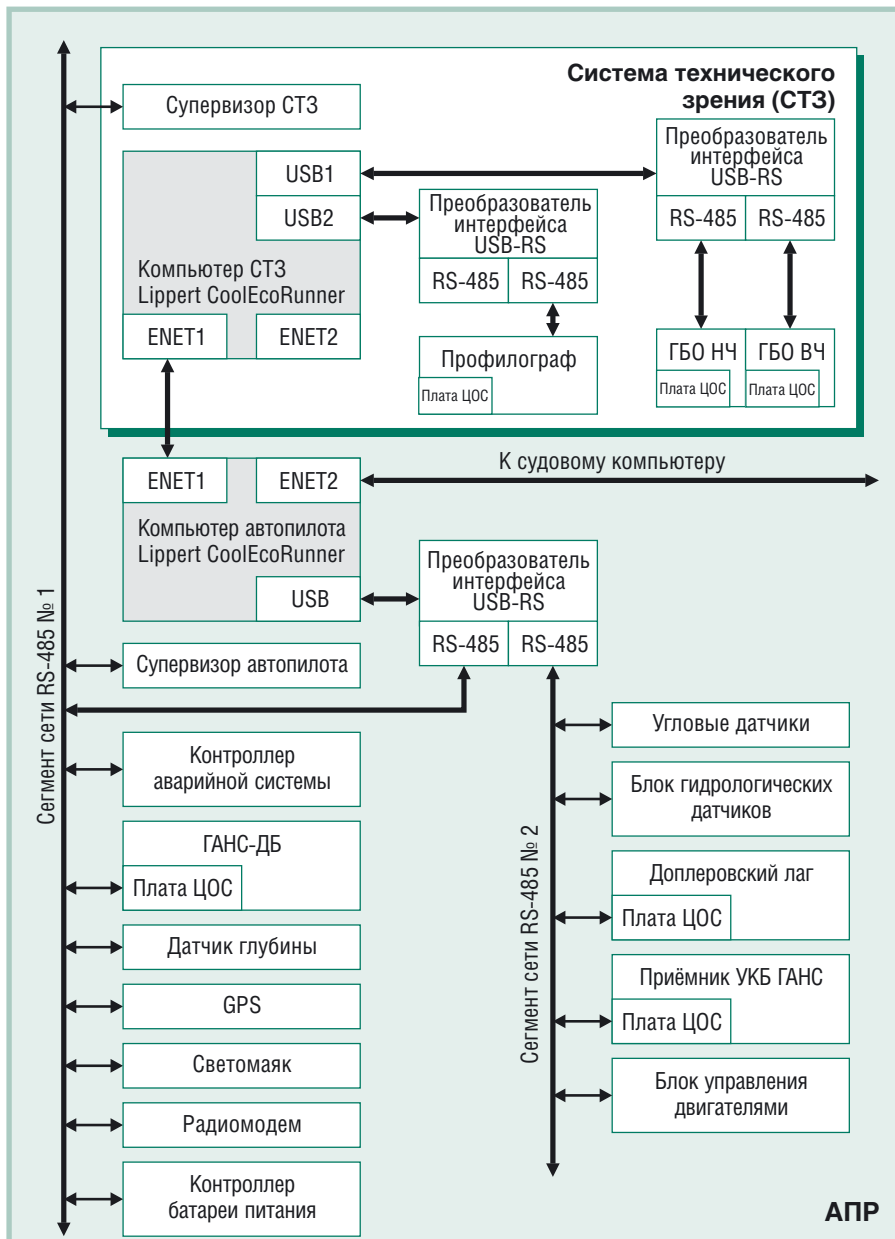 Система технического
зрения (СТЗ)
Супервизор СТЗ
Преобразователь
интерфейса
USB-RS
RS-485
RS-485
USB1
USB2
Преобразователь
интерфейса
USB-RS
RS-485
RS-485
Компьютер СТЗ
Lippert CoolEcoRunner
ENET1
ENET2
Профилограф
Плата ЦОС
ГБО НЧ
Плата ЦОС
ГБО ВЧ
Плата ЦОС
К судовому компьютеру
ENET1
ENET2
Компьютер автопилота
Lippert CoolEcoRunner
USB
Преобразователь
интерфейса
USB-RS
RS-485
RS-485
Сегмент сети RS-485 № 1
Супервизор автопилота
Контроллер
аварийной системы
ГАНС-ДБ
Плата ЦОС
Датчик глубины
GPS
Светомаяк
Радиомодем
Контроллер
батареи питания
Сегмент сети RS-485 № 2
Угловые датчики
Блок гидрологических
датчиков
Доплеровский лаг
Плата ЦОС
Приёмник УКБ ГАНС
Плата ЦОС
Блок управления
двигателями
АПР